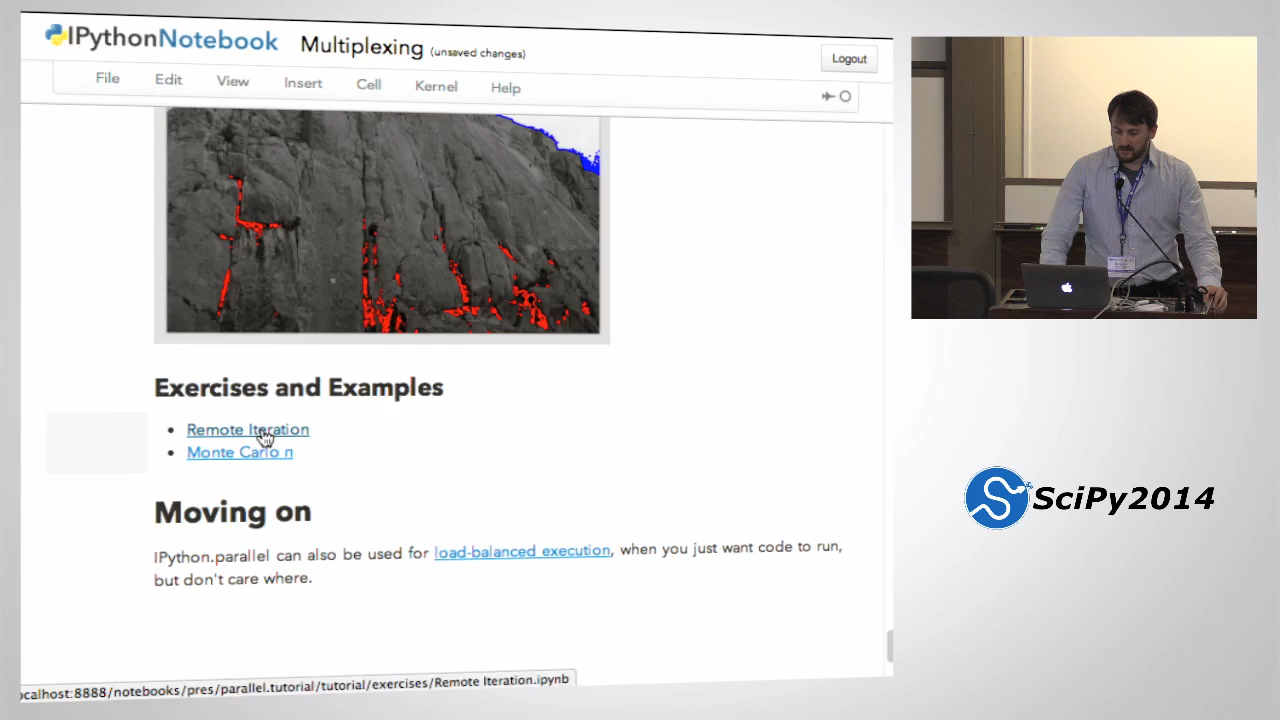 IPythonNotebook Multiplexing (unsaved changes) Logout
File Edit View Insert Cell Kernel Help
Exercises and Examples
• Remote Iteration
• Monte Carlo π
Moving on
IPython.parallel can also be used for load-balanced execution, when you just want code to run,
but don't care where.
ocalhost:8888/notebooks/pres/parallel.tutorial/tutorial/exercises/Remote Iteration.ipynb
SciPy2014